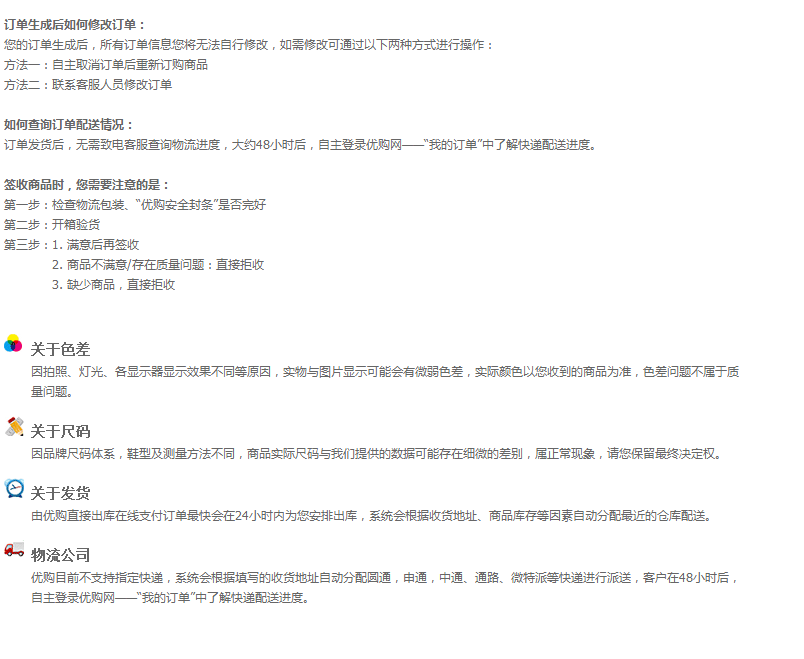 订单生成后如何修改订单：
您的订单生成后，所有订单信息您将无法自行修改，如需修改可通过以下两种方式进行操作：
方法一：自主取消订单后重新订购商品
方法二：联系客服人员修改订单
如何查询订单配送情况：
订单发货后，无需致电客服查询物流进度，大约48小时后，自主登录优购网——“我的订单”中了解快递配送进度。
签收商品时，您需要注意的是：
第一步：检查物流包装、“优购安全封条”是否完好
第二步：开箱验货
第三步：1. 满意后再签收
2. 商品不满意/存在质量问题：直接拒收
3. 缺少商品，直接拒收
关于色差
因拍照、灯光、各显示器显示效果不同等原因，实物与图片显示可能会有微弱色差，实际颜色以您收到的商品为准，色差问题不属于质
量问题。
关于尺码
因品牌尺码体系，鞋型及测量方法不同，商品实际尺码与我们提供的数据可能存在细微的差别，属正常现象，请您保留最终决定权。
关于发货
由优购直接出库在线支付订单最快会在24小时内为您安排出库，系统会根据收货地址、商品库存等因素自动分配最近的仓库配送。
物流公司
优购目前不支持指定快递，系统会根据填写的收货地址自动分配圆通，申通，中通、通路、微特派等快递进行派送，客户在48小时后，
自主登录优购网——“我的订单”中了解快递配送进度。